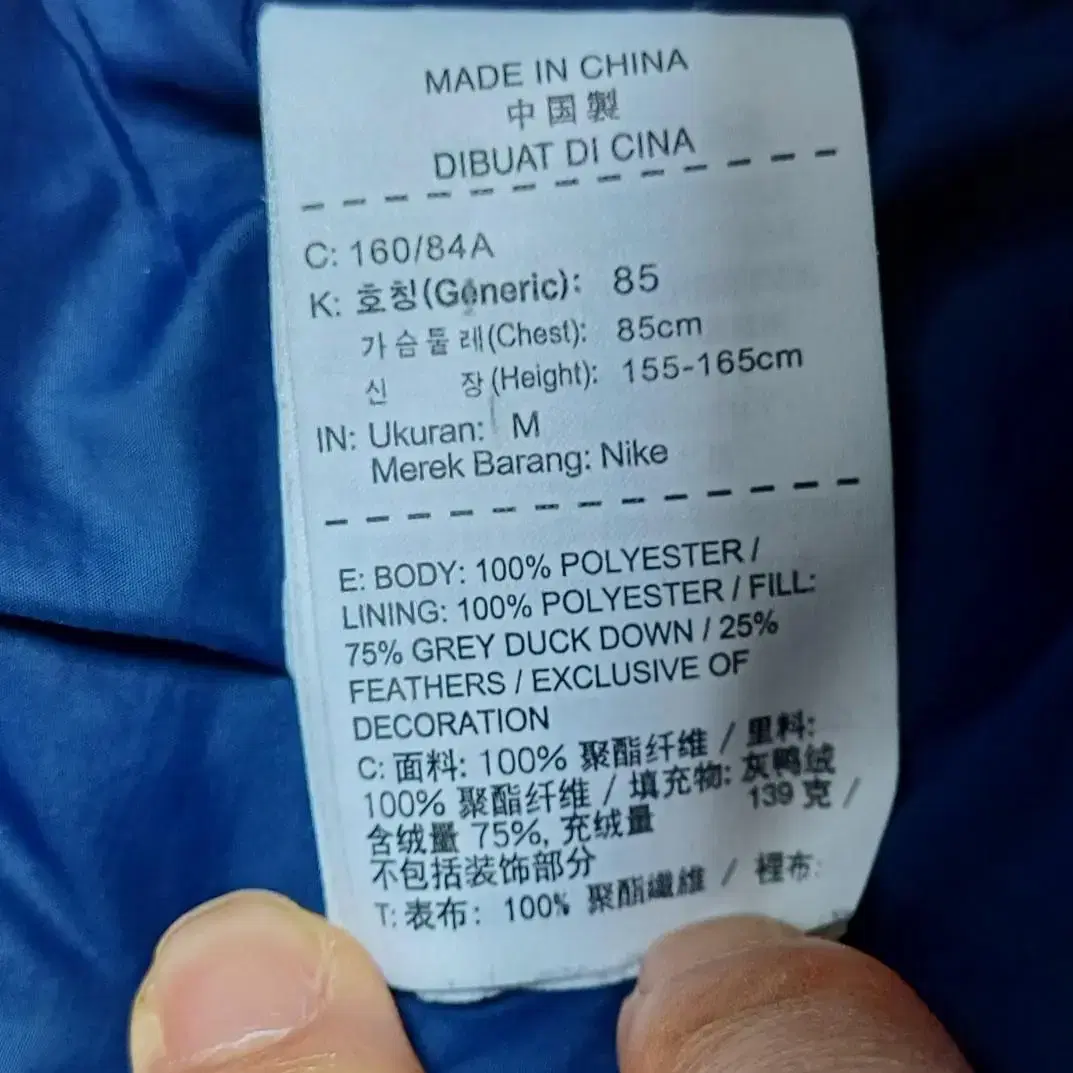 MADE IN CHINA
中国製
DIBUAT DI CINA
C: 160/84A
K: 호칭(Generic): 85
가슴둘레(Chest): 85cm
신 장(Height): 155-165cm
IN: Ukuran: M
Merek Barang: Nike
E: BODY: 100% POLYESTER /
LINING: 100% POLYESTER / FILL:
75% GREY DUCK DOWN / 25%
FEATHERS / EXCLUSIVE OF
DECORATION
C: 面料: 100% 聚酯纤维 / 里料:
100% 聚酯纤维 / 填充物: 灰鸭绒
含绒量 75%, 充绒量 139 克 /
不包括装饰部分
T: 表布: 100% 聚酯纖維 / 裡布: